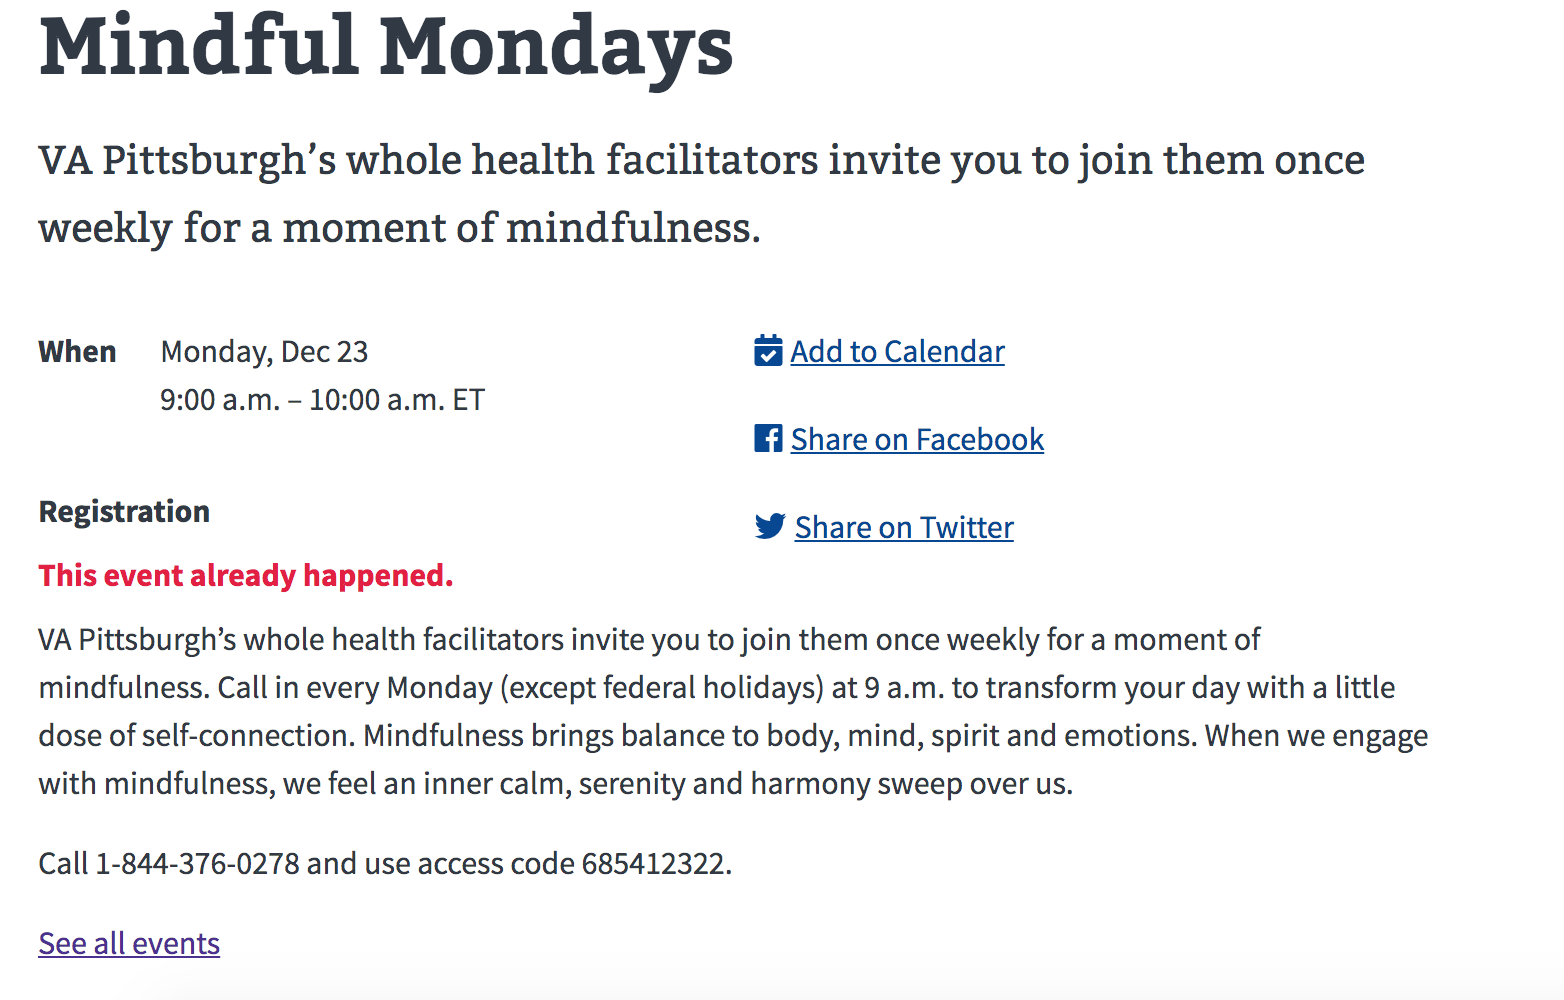 Mindful Mondays
VA Pittsburgh’s whole health facilitators invite you to join them once
weekly for a moment of mindfulness.
When Monday, Dec 23
9:00 a.m. – 10:00 a.m. ET
Add to Calendar
Share on Facebook
Share on Twitter
Registration
This event already happened.
VA Pittsburgh’s whole health facilitators invite you to join them once weekly for a moment of
mindfulness. Call in every Monday (except federal holidays) at 9 a.m. to transform your day with a little
dose of self-connection. Mindfulness brings balance to body, mind, spirit and emotions. When we engage
with mindfulness, we feel an inner calm, serenity and harmony sweep over us.
Call 1-844-376-0278 and use access code 685412322.
See all events